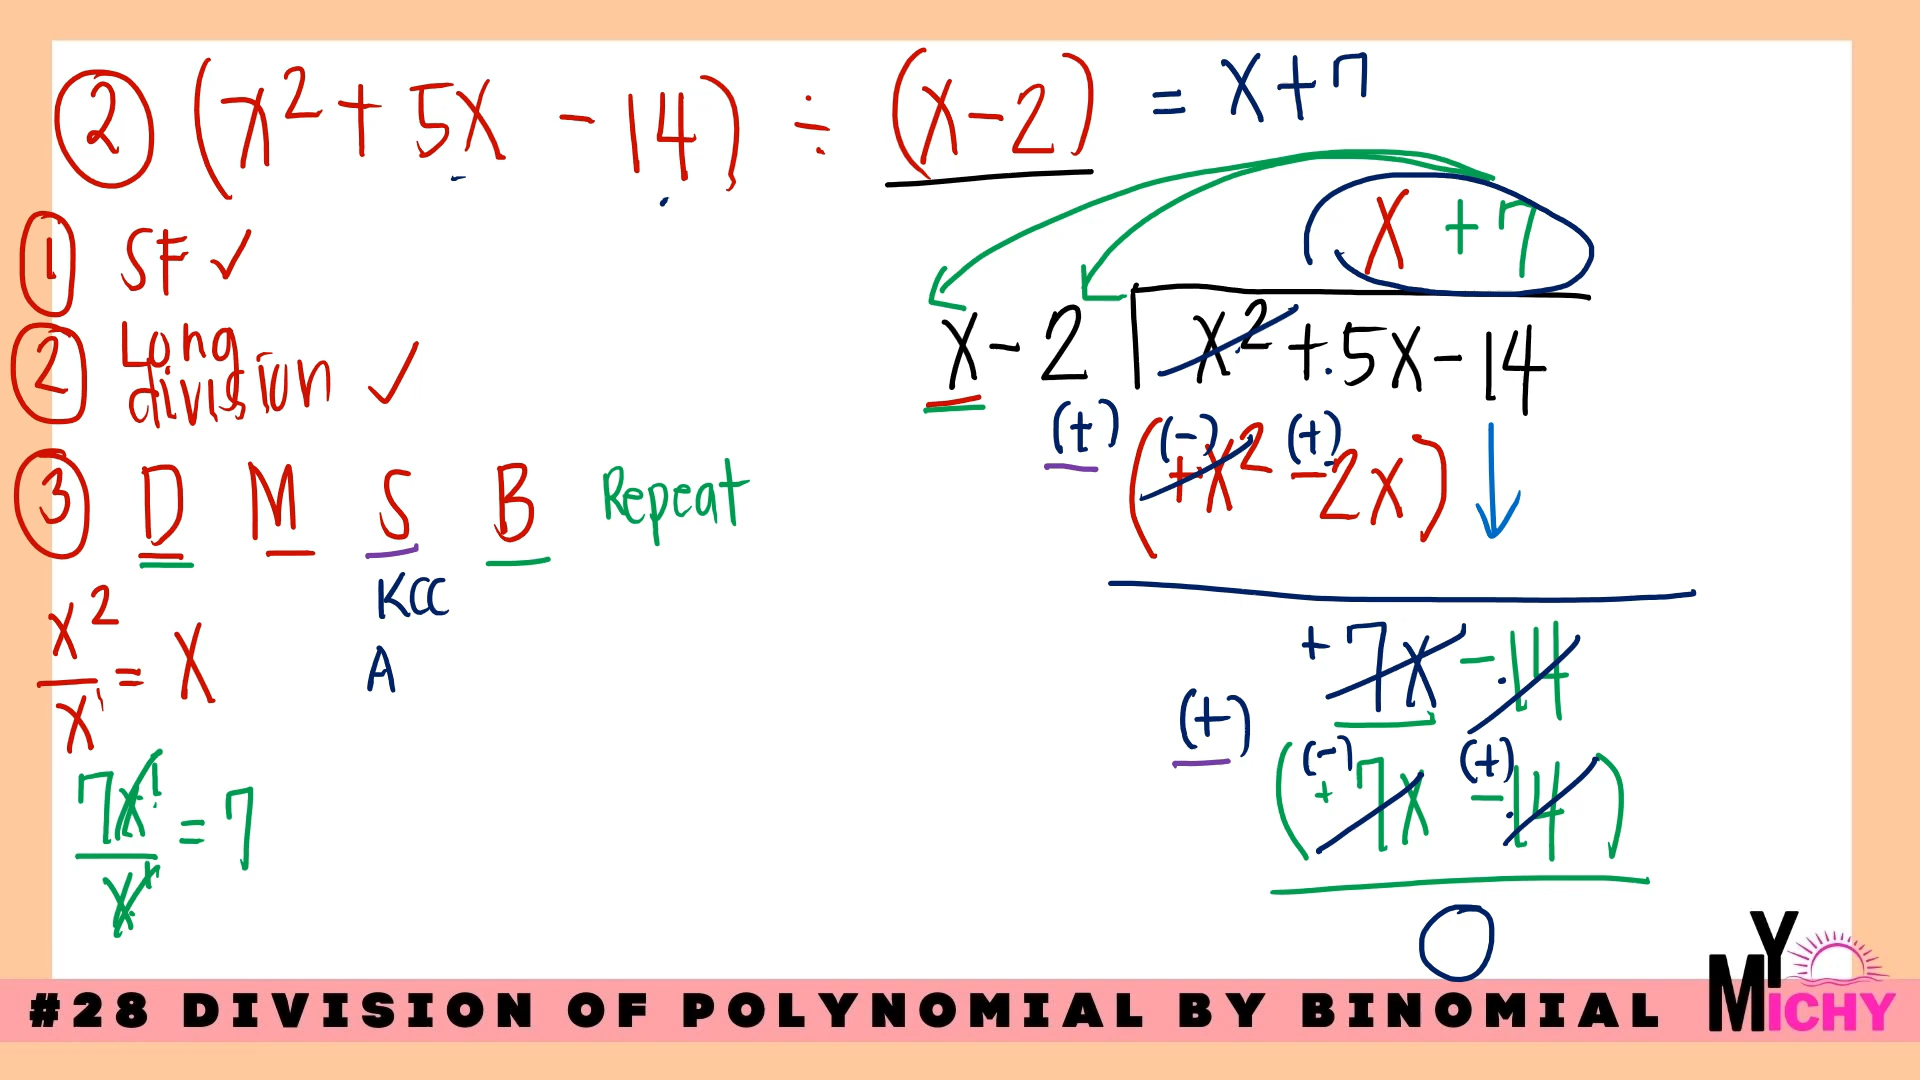 ② (x² + 5x - 14) ÷ (x-2) = x+7
① SF ✓
② Long division ✓
③ D M S B Repeat
KCC
A
x²/x¹ = x
7x¹/x¹ = 7
x +7
x - 2 x² + 5x - 14
(+) (+x² - 2x)
(-) (+)
+7x - 14
(+) (+7x - 14)
(-) (+)
0
#28 DIVISION OF POLYNOMIAL BY BINOMIAL
MY MICHY